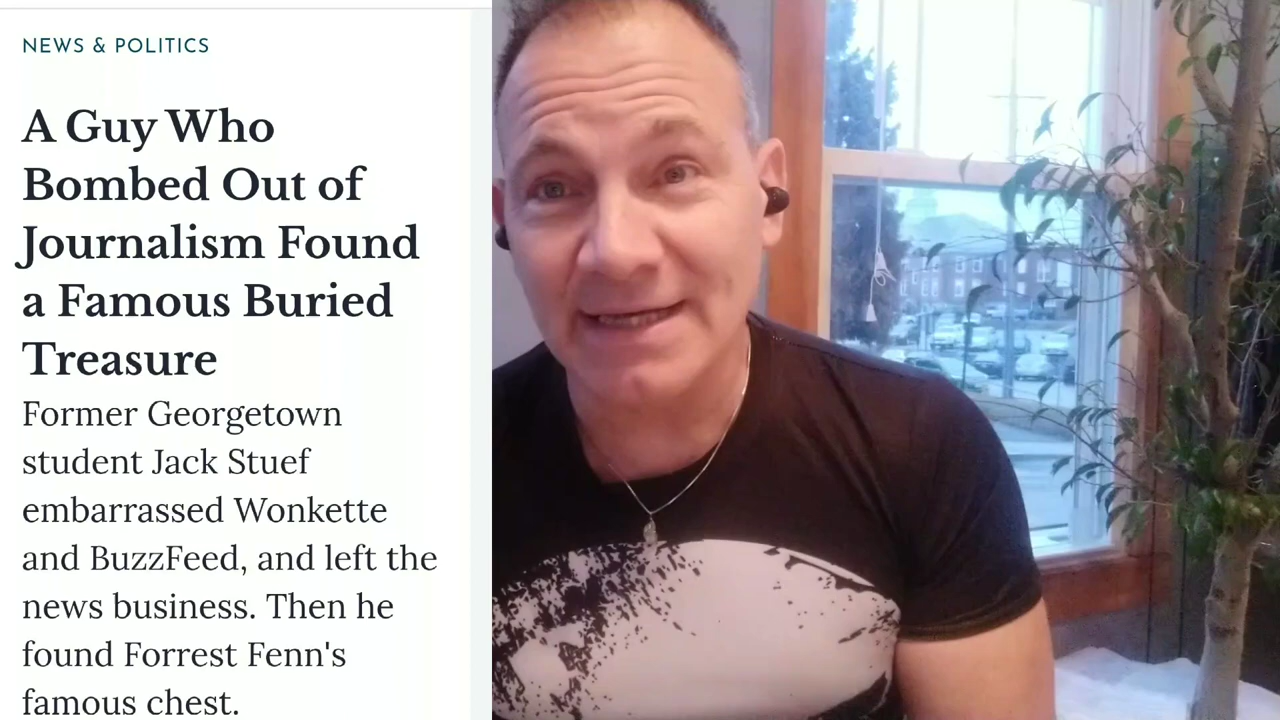 NEWS & POLITICS
A Guy Who
Bombed Out of
Journalism Found
a Famous Buried
Treasure
Former Georgetown
student Jack Stuef
embarrassed Wonkette
and BuzzFeed, and left the
news business. Then he
found Forrest Fenn's
famous chest.